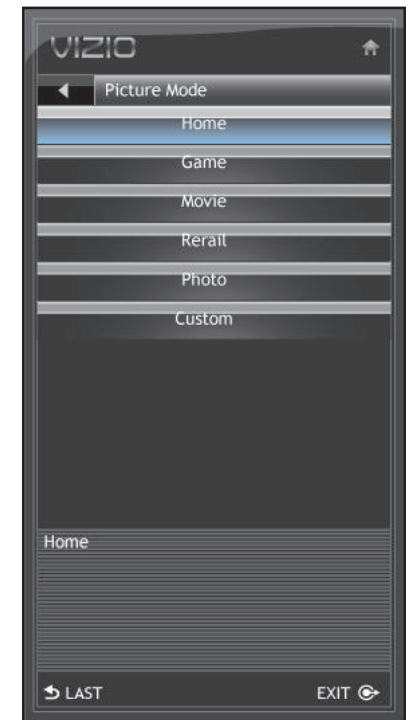 VIZIO
Picture Mode
Home
Game
Movie
Rerail
Photo
Custom
Home
LAST EXIT